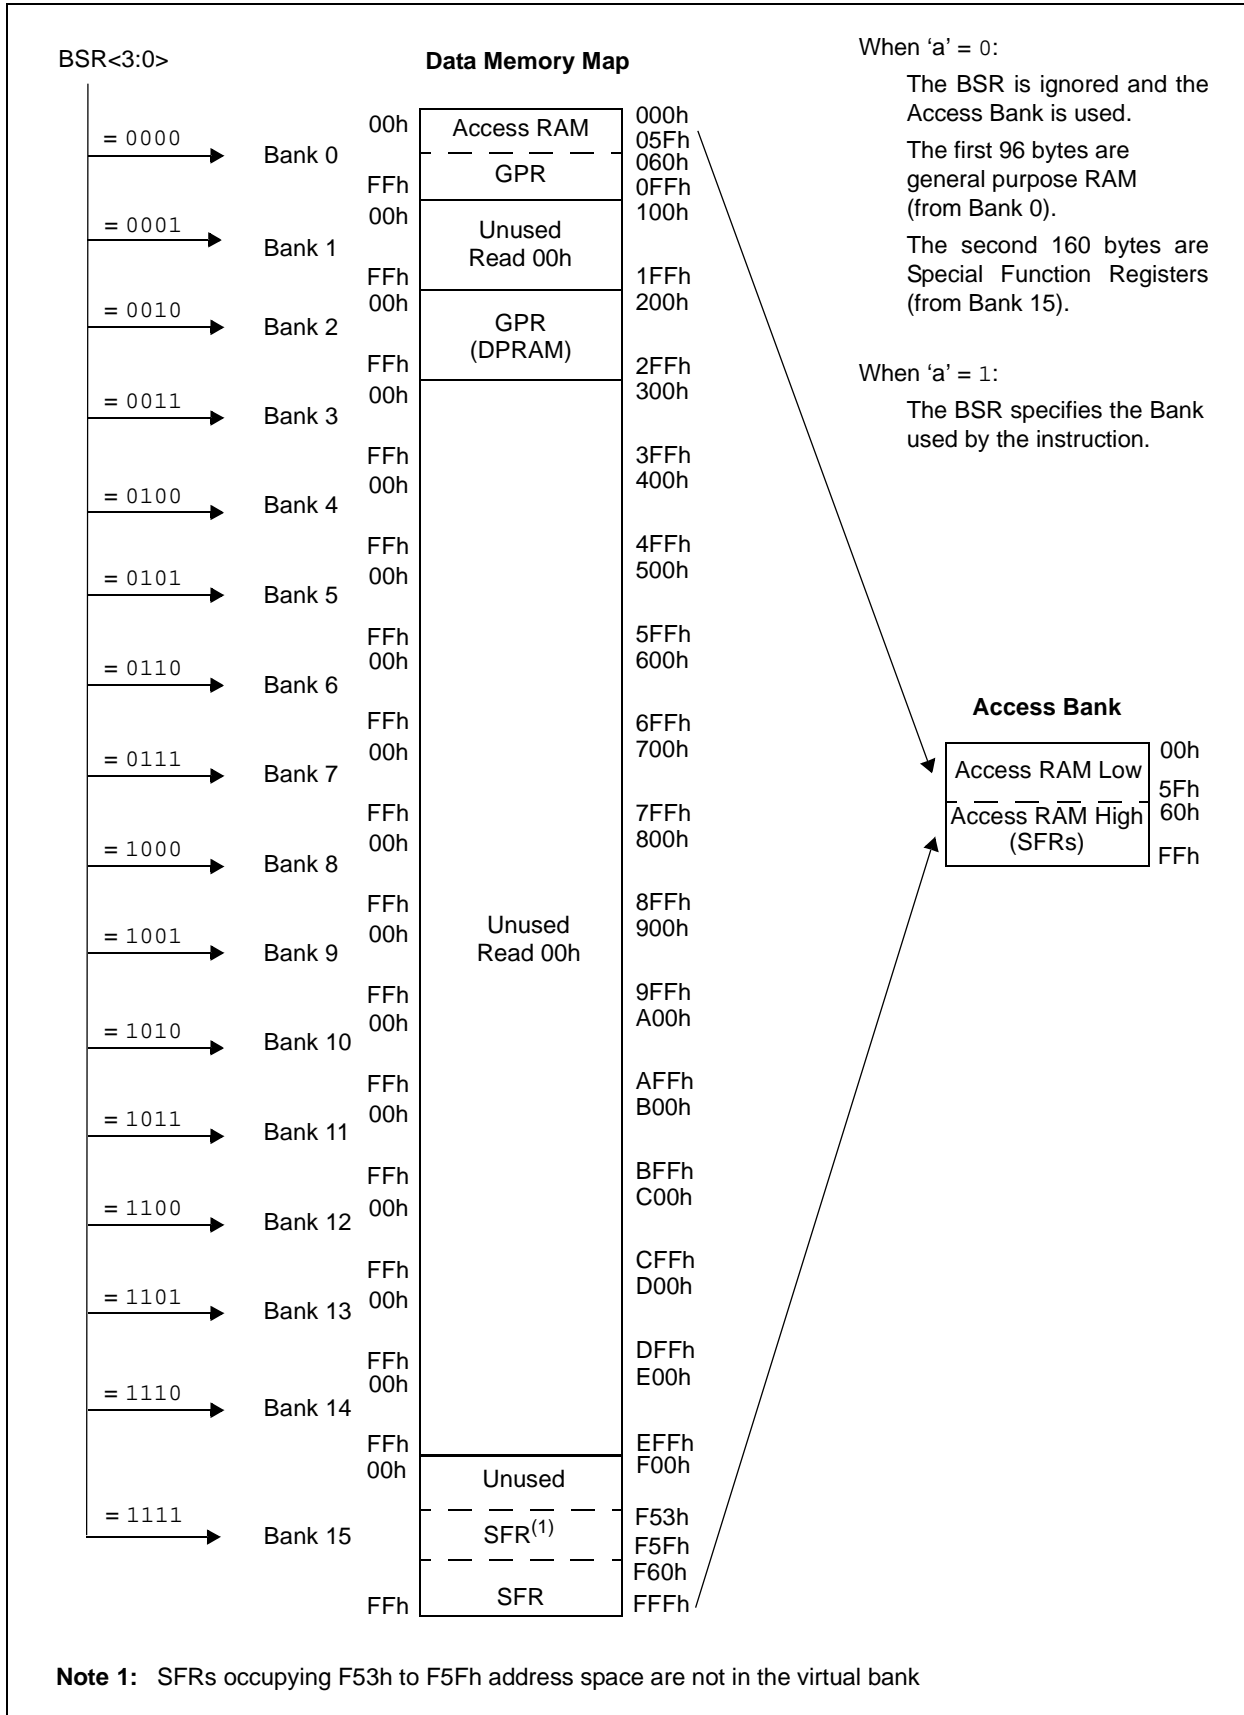 BSR<3:0>
Data Memory Map
When ‘a’ = 0:
The BSR is ignored and the
Access Bank is used.
The first 96 bytes are
general purpose RAM
(from Bank 0).
The second 160 bytes are
Special Function Registers
(from Bank 15).
When ‘a’ = 1:
The BSR specifies the Bank
used by the instruction.
= 0000
Bank 0
00h
FFh
Access RAM
GPR
000h
05Fh
060h
0FFh
= 0001
Bank 1
00h
FFh
Unused
Read 00h
100h
1FFh
= 0010
Bank 2
00h
FFh
GPR
(DPRAM)
200h
2FFh
= 0011
Bank 3
00h
FFh
300h
3FFh
= 0100
Bank 4
00h
FFh
400h
4FFh
= 0101
Bank 5
00h
FFh
500h
5FFh
= 0110
Bank 6
00h
FFh
600h
6FFh
= 0111
Bank 7
00h
FFh
700h
7FFh
= 1000
Bank 8
00h
FFh
800h
8FFh
= 1001
Bank 9
00h
FFh
Unused
Read 00h
900h
9FFh
= 1010
Bank 10
00h
FFh
A00h
AFFh
= 1011
Bank 11
00h
FFh
B00h
BFFh
= 1100
Bank 12
00h
FFh
C00h
CFFh
= 1101
Bank 13
00h
FFh
D00h
DFFh
= 1110
Bank 14
00h
FFh
E00h
EFFh
= 1111
Bank 15
00h
FFh
Unused
SFR(1)
SFR
F00h
F53h
F5Fh
F60h
FFFh
Access Bank
Access RAM Low
Access RAM High
(SFRs)
00h
5Fh
60h
FFh
Note 1: SFRs occupying F53h to F5Fh address space are not in the virtual bank